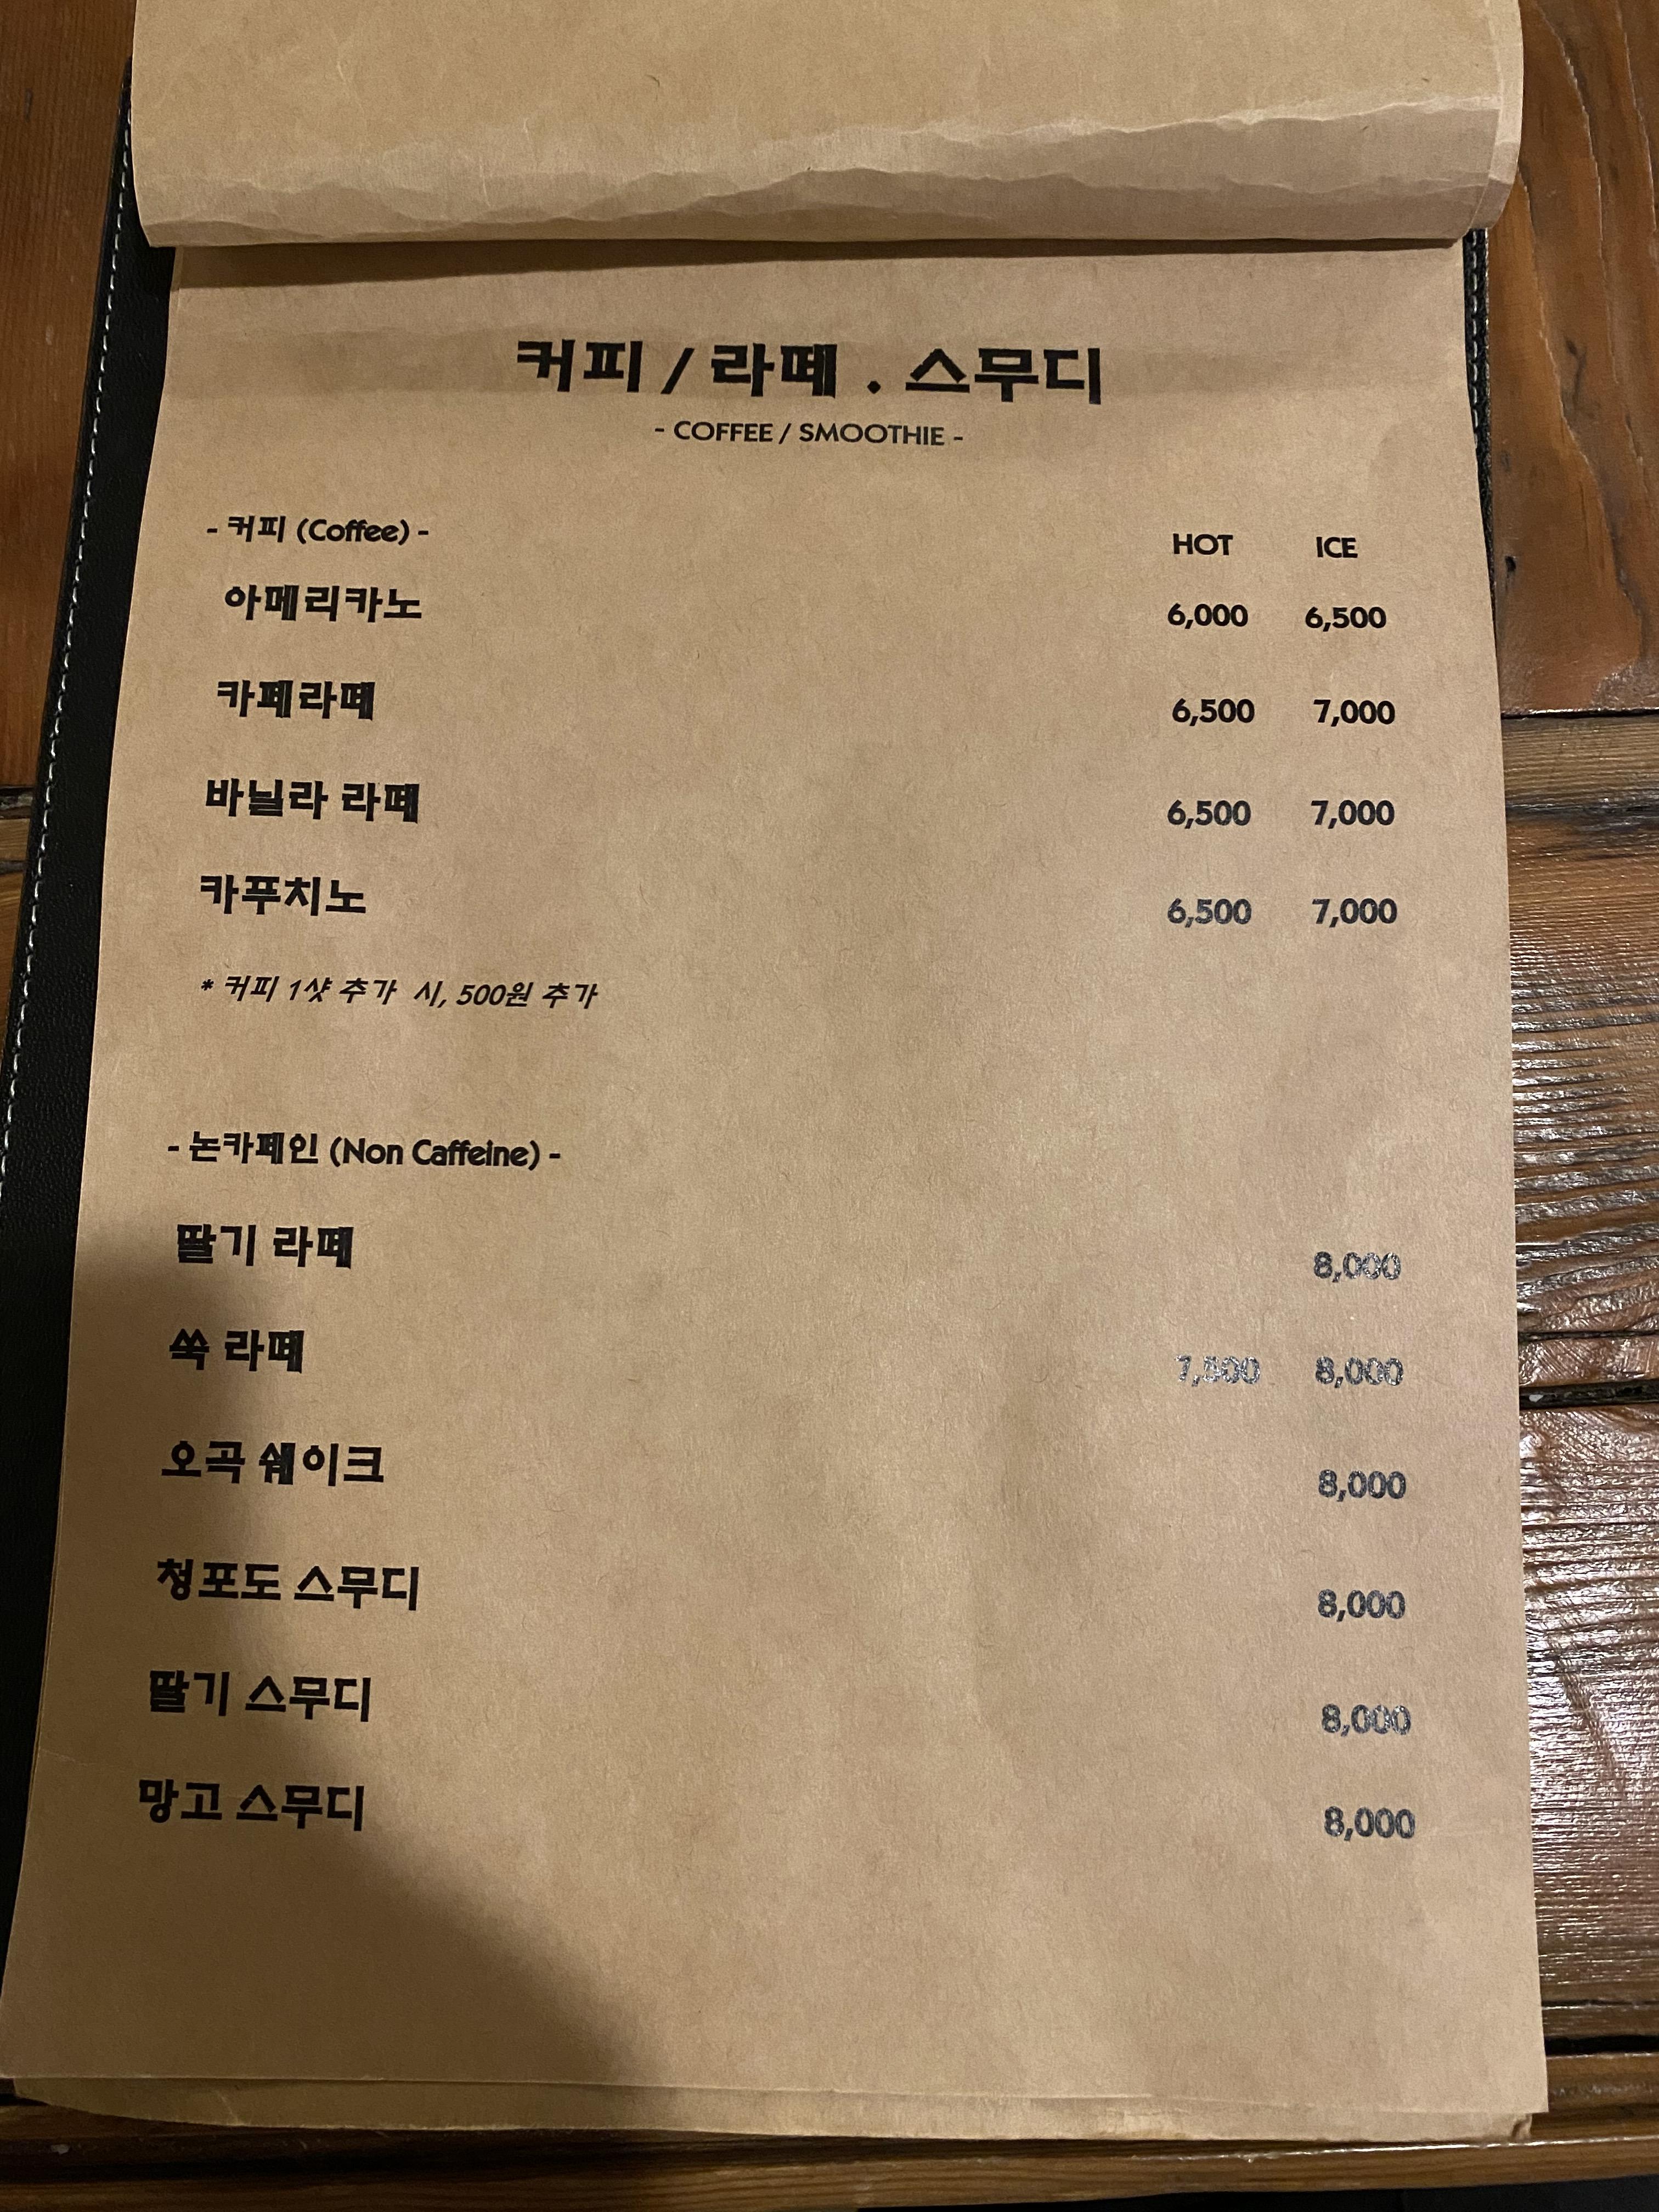 커피 / 라떼 . 스무디
- COFFEE / SMOOTHIE -
- 커피 (Coffee) - HOT ICE
아메리카노 6,000 6,500
카페라떼 6,500 7,000
바닐라 라떼 6,500 7,000
카푸치노 6,500 7,000
* 커피 1샷 추가 시, 500원 추가
- 논카페인 (Non Caffeine) -
딸기 라떼 8,000
쑥 라떼 7,500 8,000
오곡 쉐이크 8,000
청포도 스무디 8,000
딸기 스무디 8,000
망고 스무디 8,000